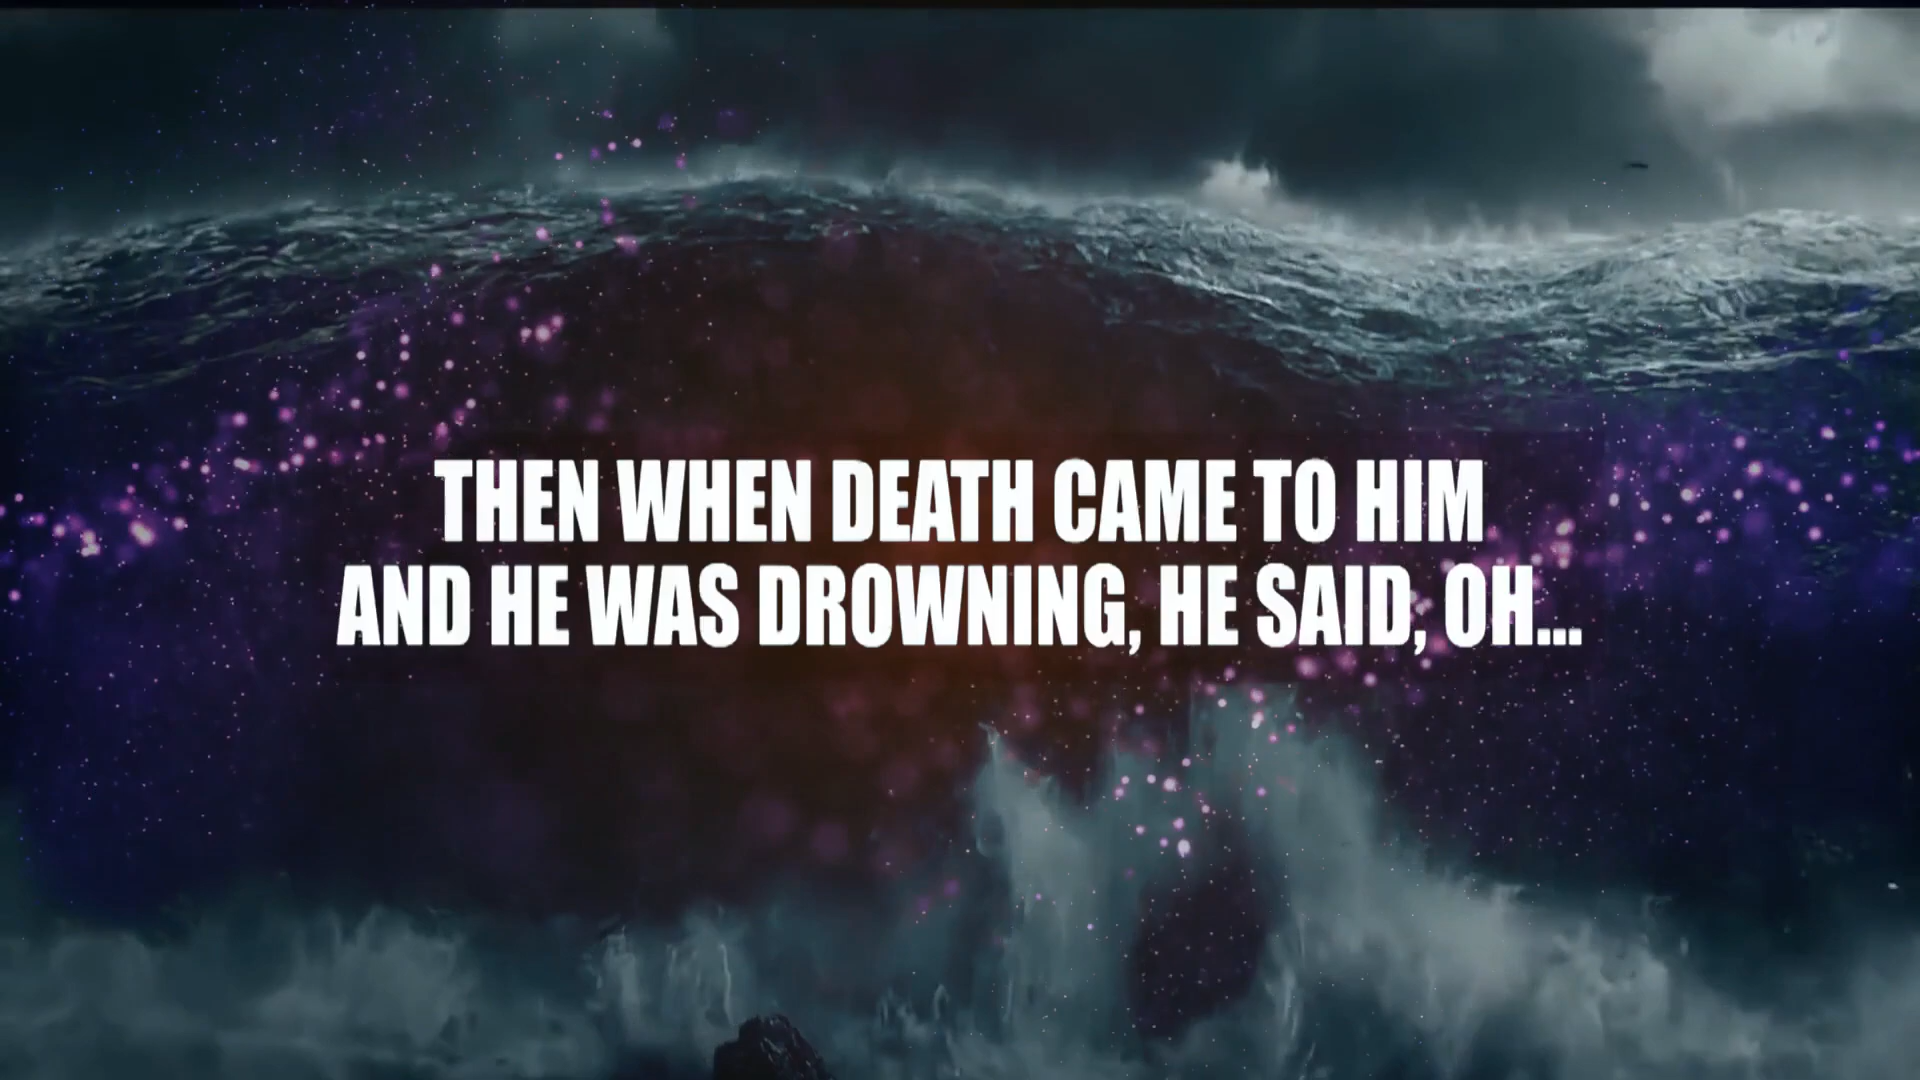 THEN WHEN DEATH CAME TO HIM
AND HE WAS DROWNING, HE SAID, OH...